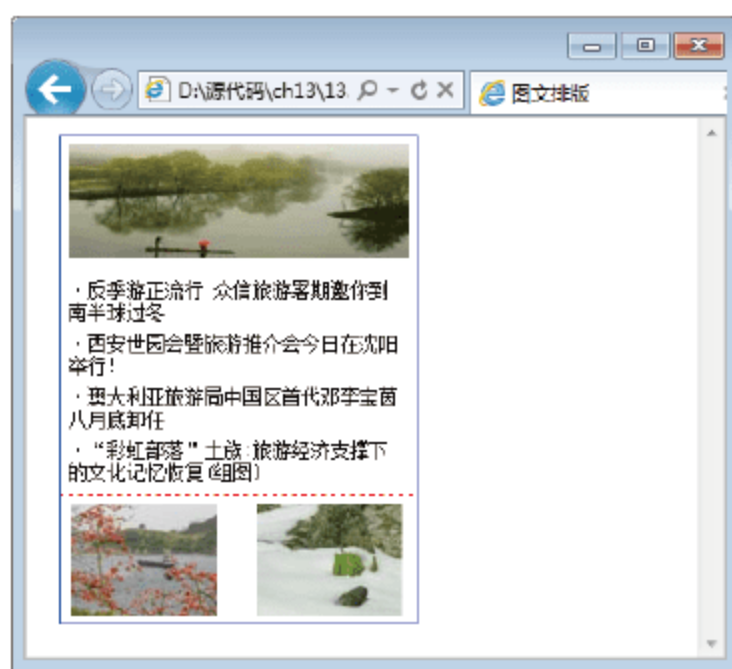 D:\源代码\ch13\13.
图文排版
·反季游正流行 众信旅游暑期邀你到
南半球过冬
·西安世园会暨旅游推介会今日在沈阳
举行!
·澳大利亚旅游局中国区首代邓李宝茵
八月底卸任
·“彩虹部落”土族:旅游经济支撑下
的文化记忆恢复(组图)